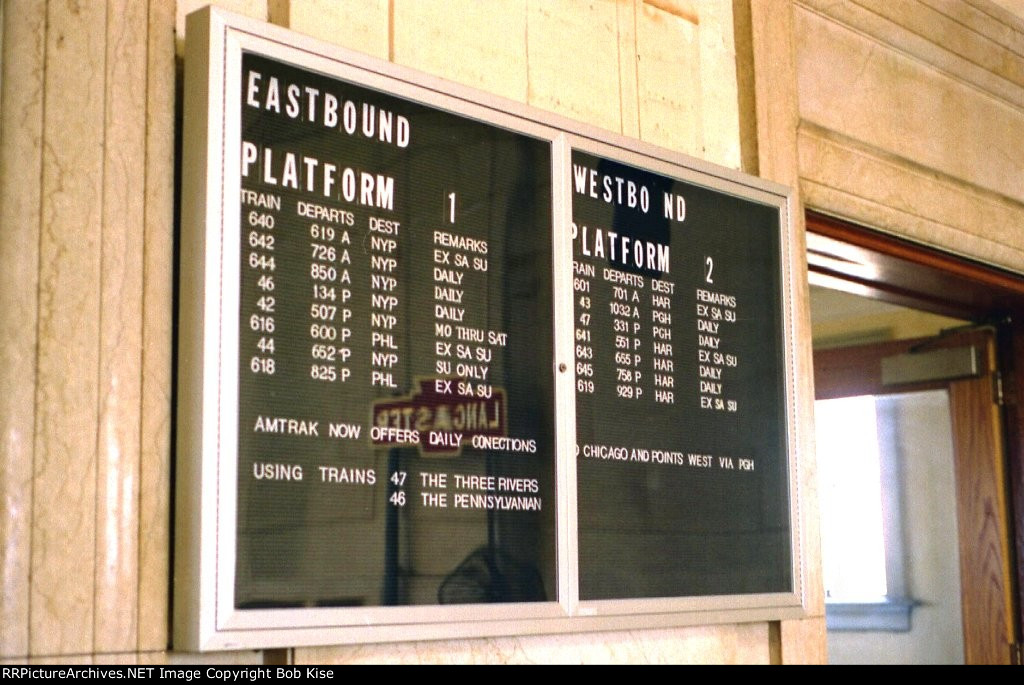 EASTBOUND
PLATFORM 1
TRAIN DEPARTS DEST REMARKS
640 619 A NYP EX SA SU
642 726 A NYP DAILY
644 850 A NYP DAILY
46 134 P NYP DAILY
42 507 P NYP MO THRU SAT
616 600 P PHL EX SA SU
44 652 P NYP SU ONLY
618 825 P PHL EX SA SU
LANCASTER
AMTRAK NOW OFFERS DAILY CONECTIONS
USING TRAINS 47 THE THREE RIVERS
46 THE PENNSYLVANIAN
WESTBO ND
PLATFORM 2
RAIN DEPARTS DEST REMARKS
601 701 A HAR EX SA SU
43 1032 A PGH DAILY
47 331 P PGH DAILY
641 551 P HAR EX SA SU
643 655 P HAR DAILY
645 758 P HAR DAILY
619 929 P HAR EX SA SU
O CHICAGO AND POINTS WEST VIA PGH
RRPictureArchives.NET Image Copyright Bob Kise